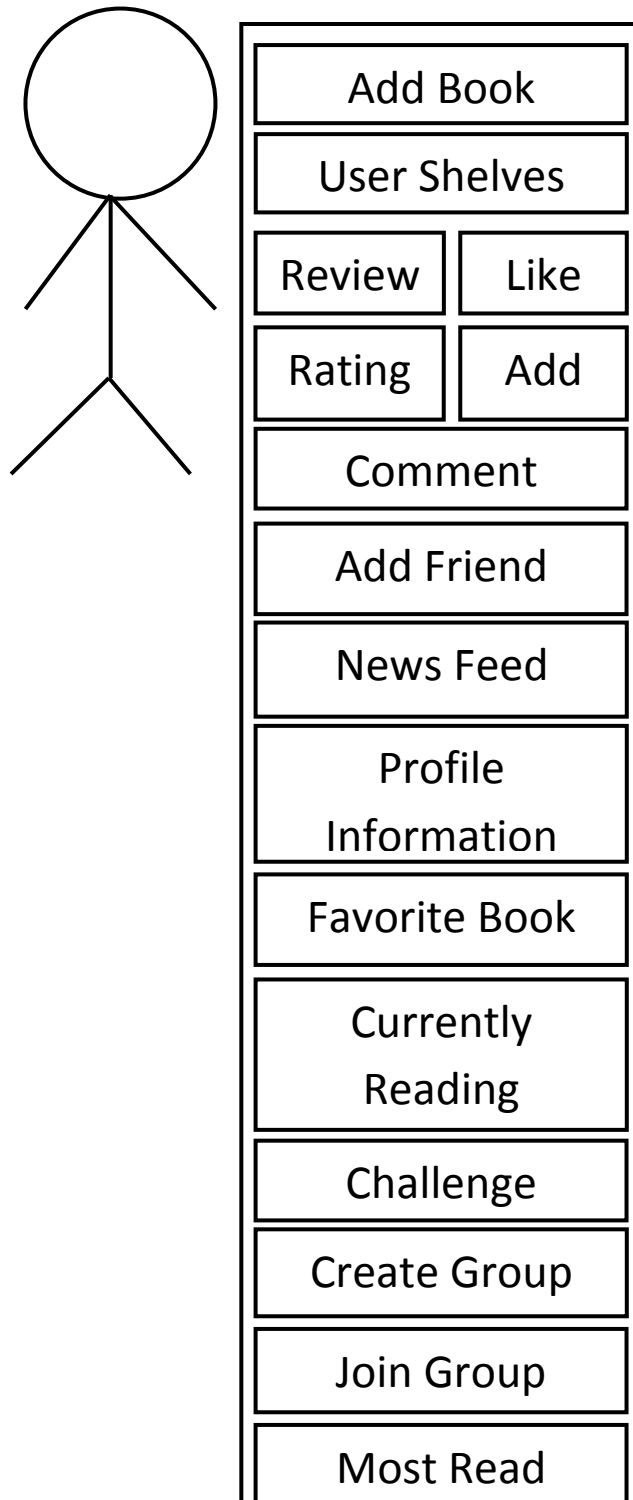 Add Book
User Shelves
Review Like
Rating Add
Comment
Add Friend
News Feed
Profile
Information
Favorite Book
Currently
Reading
Challenge
Create Group
Join Group
Most Read